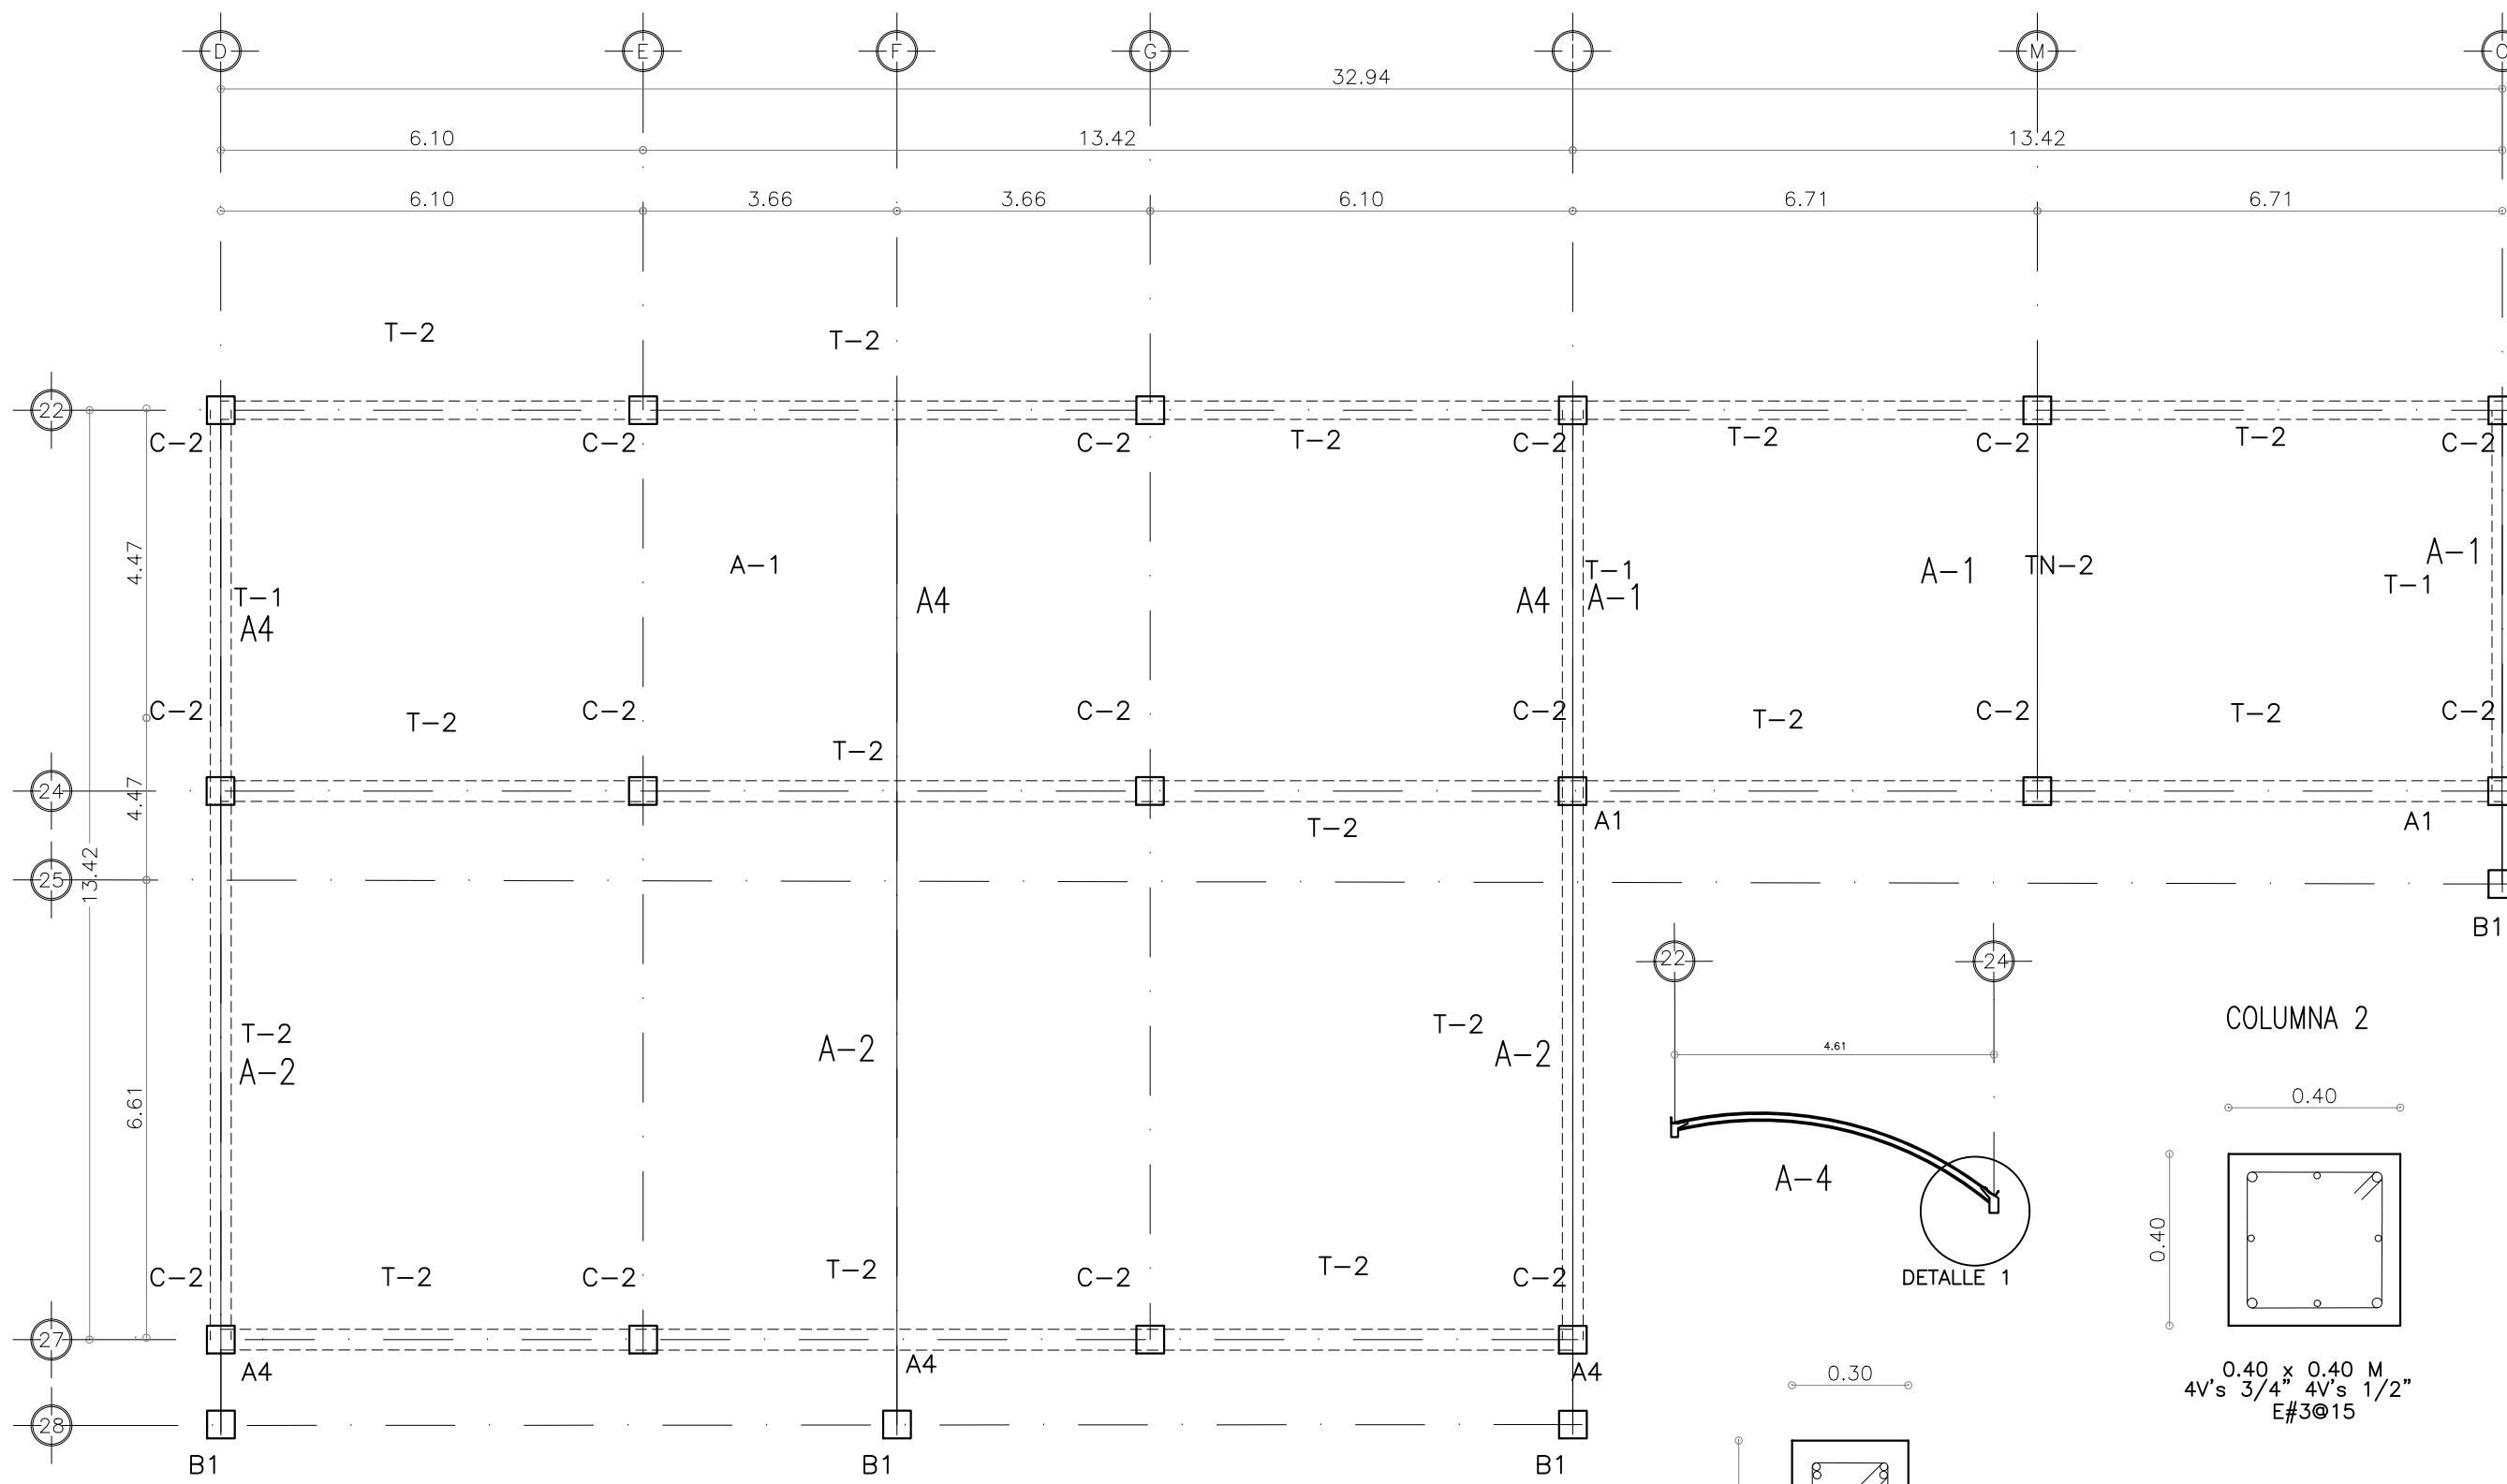 D E F G I M
32.94
6.10 13.42 13.42
6.10 3.66 3.66 6.10 6.71 6.71
T-2 T-2
22
C-2 C-2 C-2 T-2 C-2 T-2 C-2 T-2 C-2
4.47
A-1 T-1 A-1 TN-2 A-1
T-1 A4 A4 A-1 T-1
A4
C-2 T-2 C-2 C-2 C-2 T-2 C-2 T-2 C-2
T-2
24
4.47
T-2 A1 A1
13.42
25
B1
22 24
T-2 A-2 T-2 4.61 COLUMNA 2
A-2 A-2
6.61
0.40
A-4
0.40
C-2 T-2 C-2 T-2 C-2 T-2 C-2 DETALLE 1
27
A4 A4 A4
0.30
0.40 x 0.40 M
4V's 3/4" 4V's 1/2"
E#3@15
28
B1 B1 B1